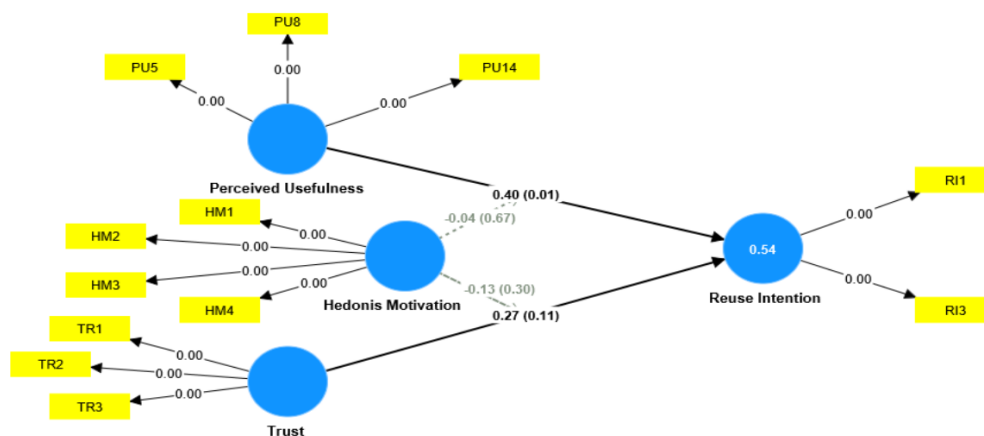 PU8
PU5
PU14
0.00
0.00
0.00
Perceived Usefulness
0.40 (0.01)
-0.04 (0.67)
RI1
0.00
HM1
HM2
0.00
0.00
HM3
0.00
HM4
0.00
Hedonis Motivation
-0.13 (0.30)
0.27 (0.11)
0.54
Reuse Intention
0.00
RI3
TR1
0.00
TR2
0.00
TR3
0.00
Trust